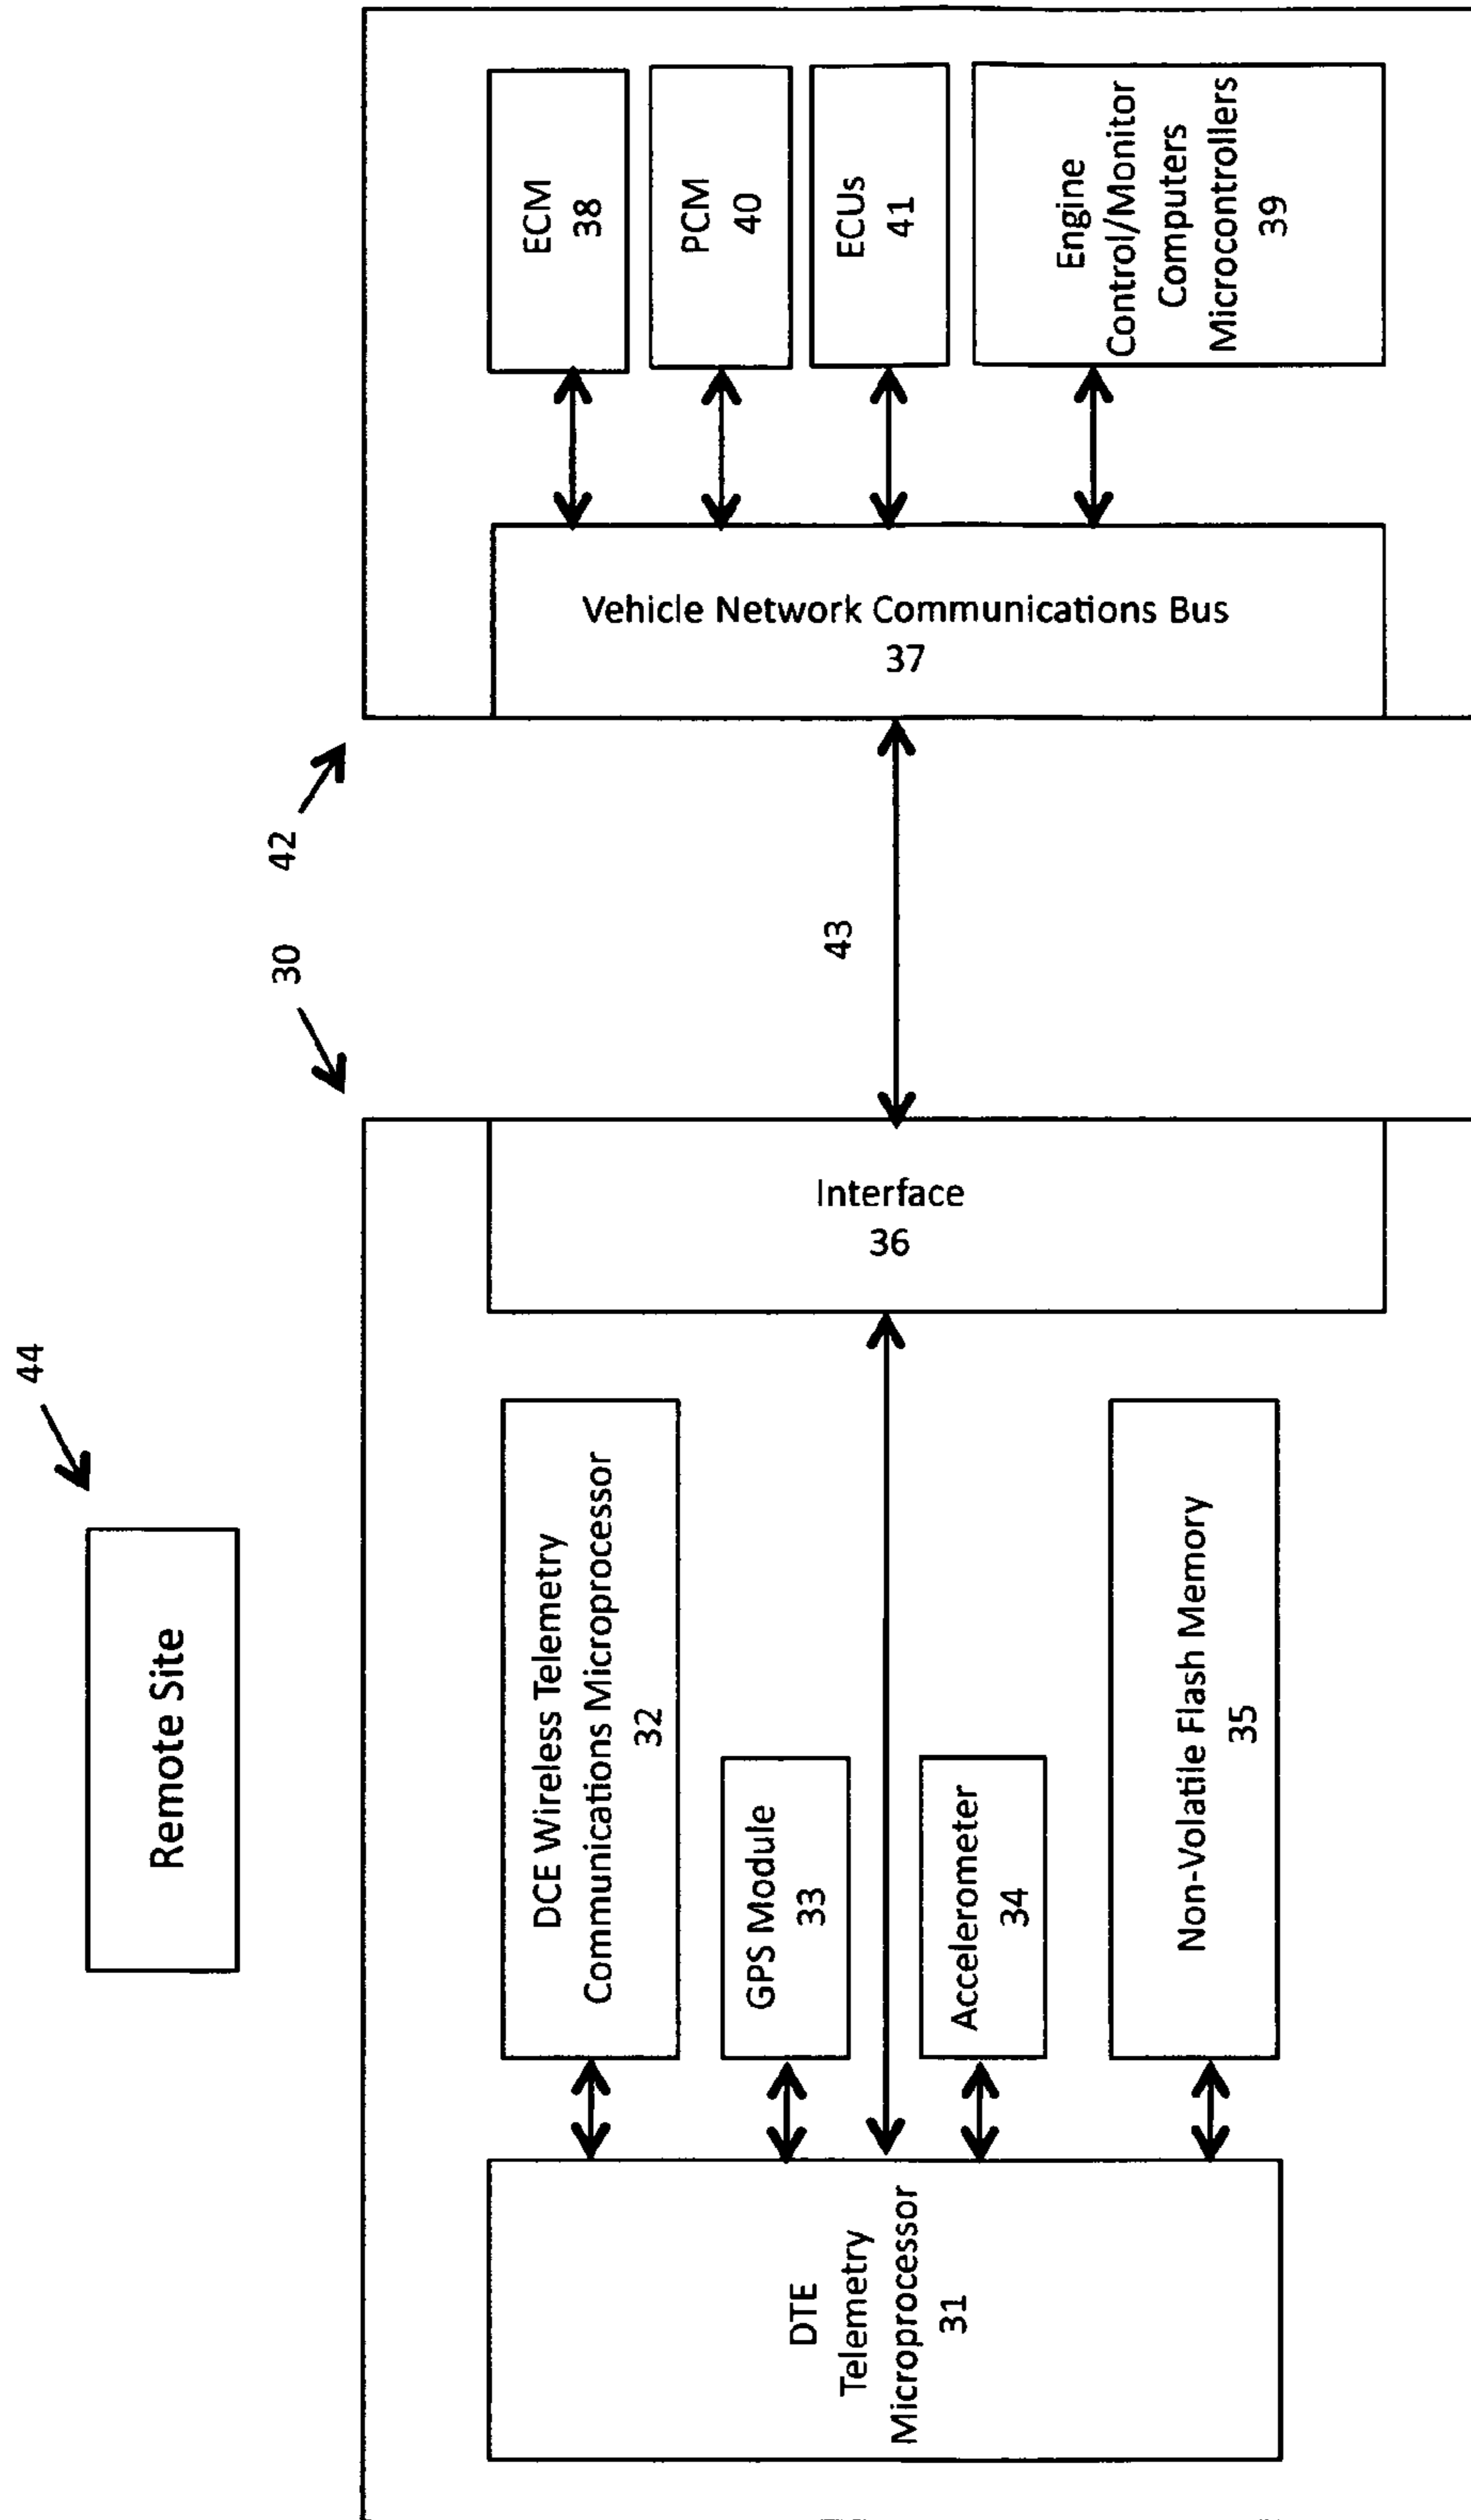 44
Remote Site
30
42
DTE
Telemetry
Microprocessor
31
DCE Wireless Telemetry
Communications Microprocessor
32
GPS Module
33
Accelerometer
34
Non-Volatile Flash Memory
35
Interface
36
43
Vehicle Network Communications Bus
37
ECM
38
PCM
40
ECUs
41
Engine
Control/Monitor
Computers
Microcontrollers
39